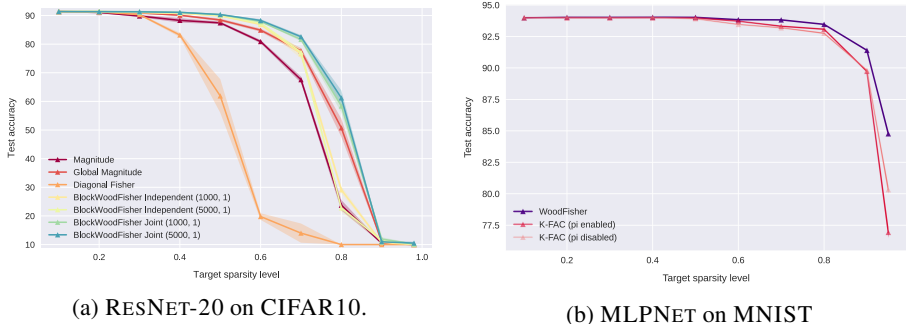 90
80
70
60
50
40
30
20
10
Test accuracy
Magnitude
Global Magnitude
Diagonal Fisher
BlockWoodFisher Independent (1000, 1)
BlockWoodFisher Independent (5000, 1)
BlockWoodFisher Joint (1000, 1)
BlockWoodFisher Joint (5000, 1)
0.2
0.4
0.6
0.8
1.0
Target sparsity level
(a) RESNET-20 on CIFAR10.
95.0
92.5
90.0
87.5
85.0
82.5
80.0
77.5
Test accuracy
WoodFisher
K-FAC (pi enabled)
K-FAC (pi disabled)
0.2
0.4
0.6
0.8
Target sparsity level
(b) MLPNET on MNIST